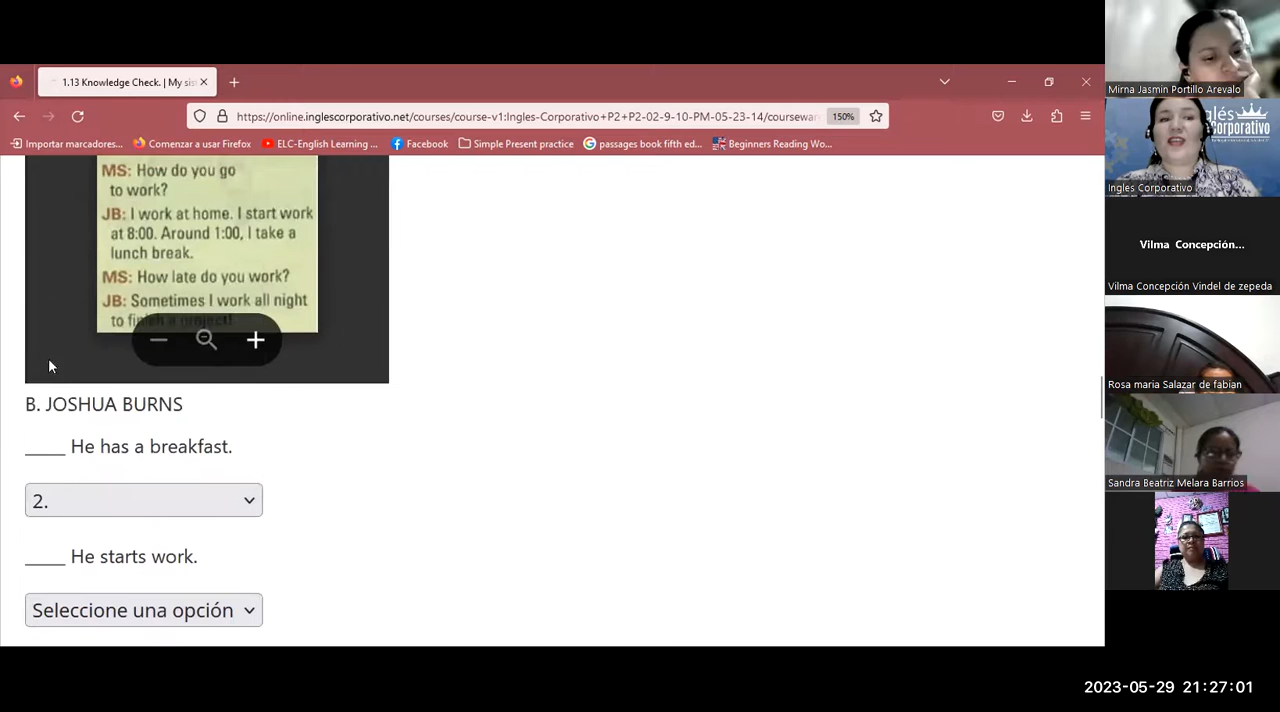 1.13 Knowledge Check. | My sis
https://online.inglescorporativo.net/courses/course-v1:Ingles-Corporativo+P2+P2-02-9-10-PM-05-23-14/coursewar
150%
Importar marcadores...
Comenzar a usar Firefox
ELC-English Learning ...
Facebook
Simple Present practice
passages book fifth ed...
Beginners Reading Wo...
MS: How do you go
to work?
JB: I work at home. I start work
at 8:00. Around 1:00, I take a
lunch break.
MS: How late do you work?
JB: Sometimes I work all night
to finish a project!
B. JOSHUA BURNS
_____ He has a breakfast.
2.
_____ He starts work.
Seleccione una opción
Mirna Jasmin Portillo Arevalo
Ingles Corporativo
Vilma Concepción...
Vilma Concepción Vindel de zepeda
Rosa maria Salazar de fabian
Sandra Beatriz Melara Barrios
2023-05-29 21:27:01